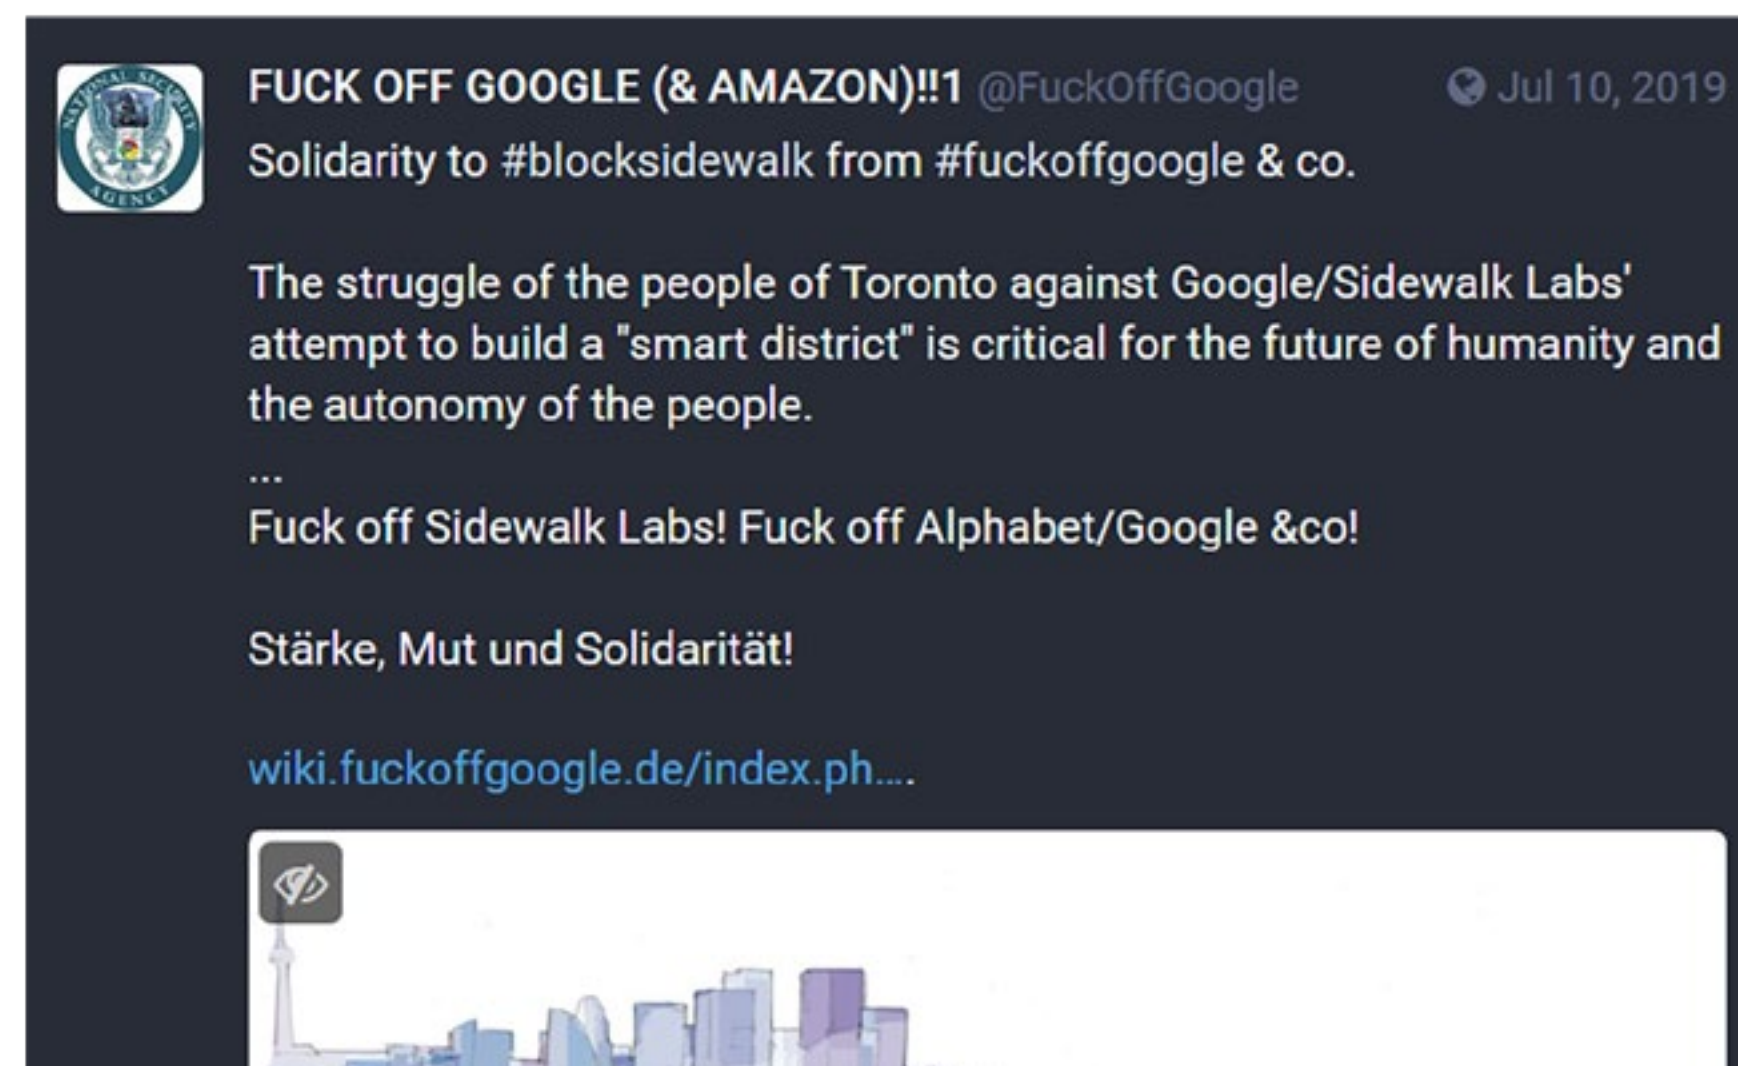 FUCK OFF GOOGLE (& AMAZON)!!1 @FuckOffGoogle Jul 10, 2019
NATIONAL SECURITY AGENCY
Solidarity to #blocksidewalk from #fuckoffgoogle & co.
The struggle of the people of Toronto against Google/Sidewalk Labs'
attempt to build a "smart district" is critical for the future of humanity and
the autonomy of the people.
...
Fuck off Sidewalk Labs! Fuck off Alphabet/Google &co!
Stärke, Mut und Solidarität!
wiki.fuckoffgoogle.de/index.ph....